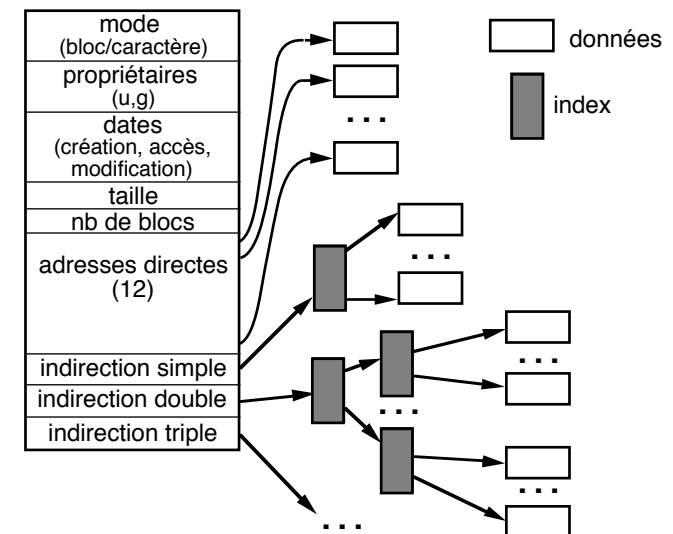 mode
(bloc/caractère)
propriétaires
(u,g)
dates
(création, accès,
modification)
taille
nb de blocs
adresses directes
(12)
indirection simple
indirection double
indirection triple
...
...
...
...
...
...
données
index